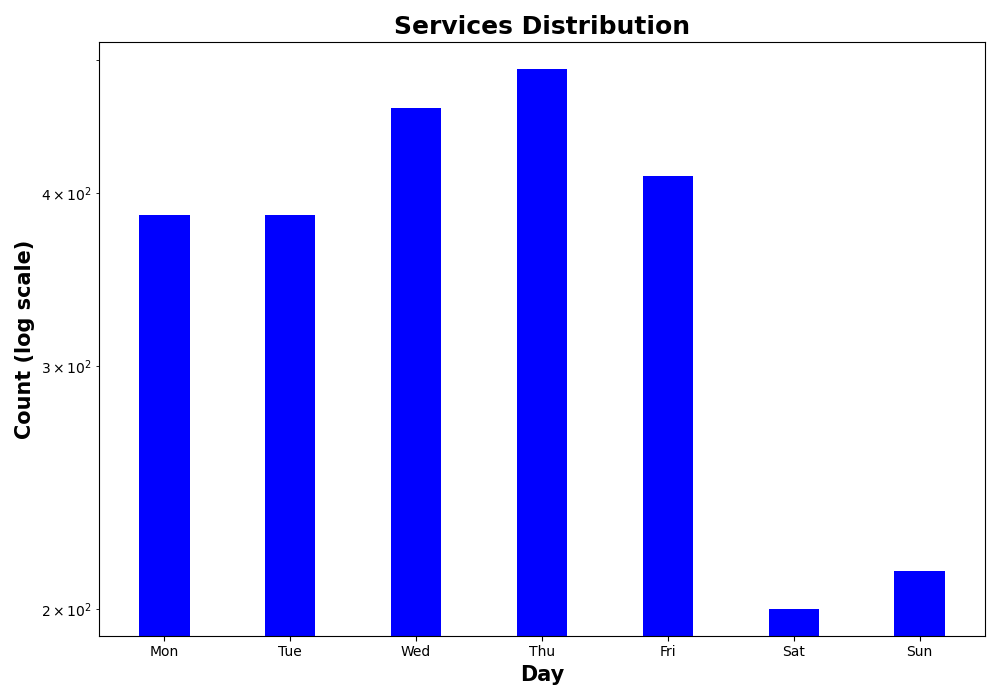 Services Distribution
Count (log scale)
4 × 10²
3 × 10²
2 × 10²
Mon Tue Wed Thu Fri Sat Sun
Day